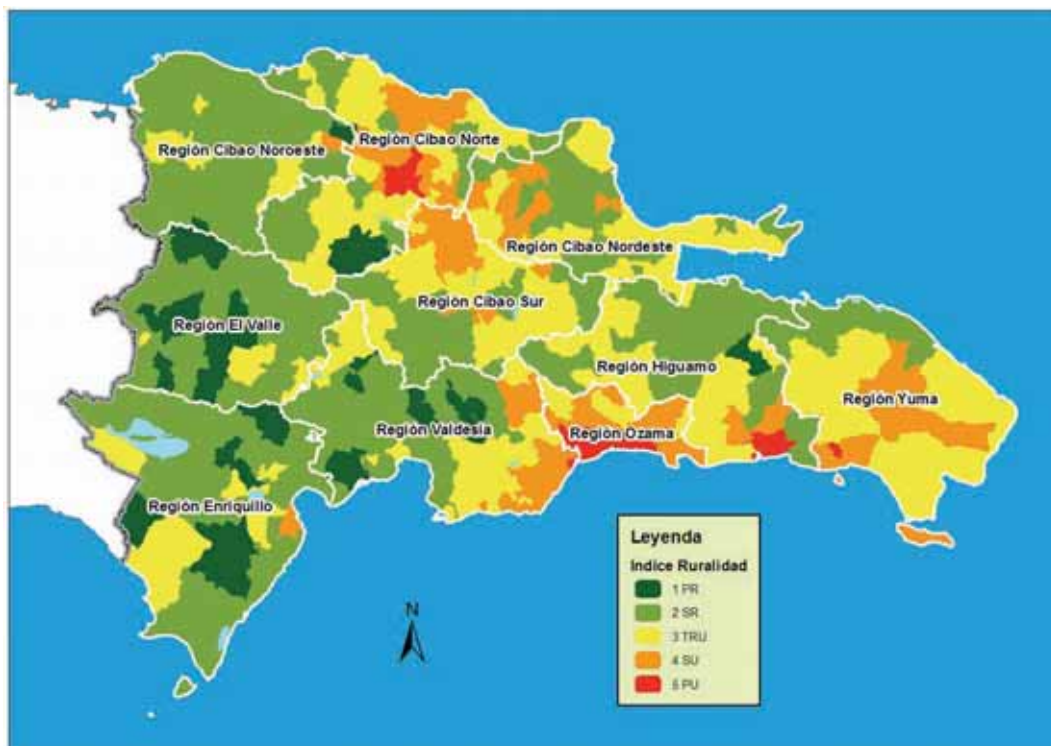 Región Cibao Norte
Región Cibao Noroeste
Región Cibao Nordeste
Región Cibao Sur
Región El Valle
Región Higuamo
Región Yuma
Región Valdesia
Región Ozama
Región Enriquillo
Leyenda
Indice Ruralidad
1 PR
2 SR
3 TRU
4 SU
5 PU
N